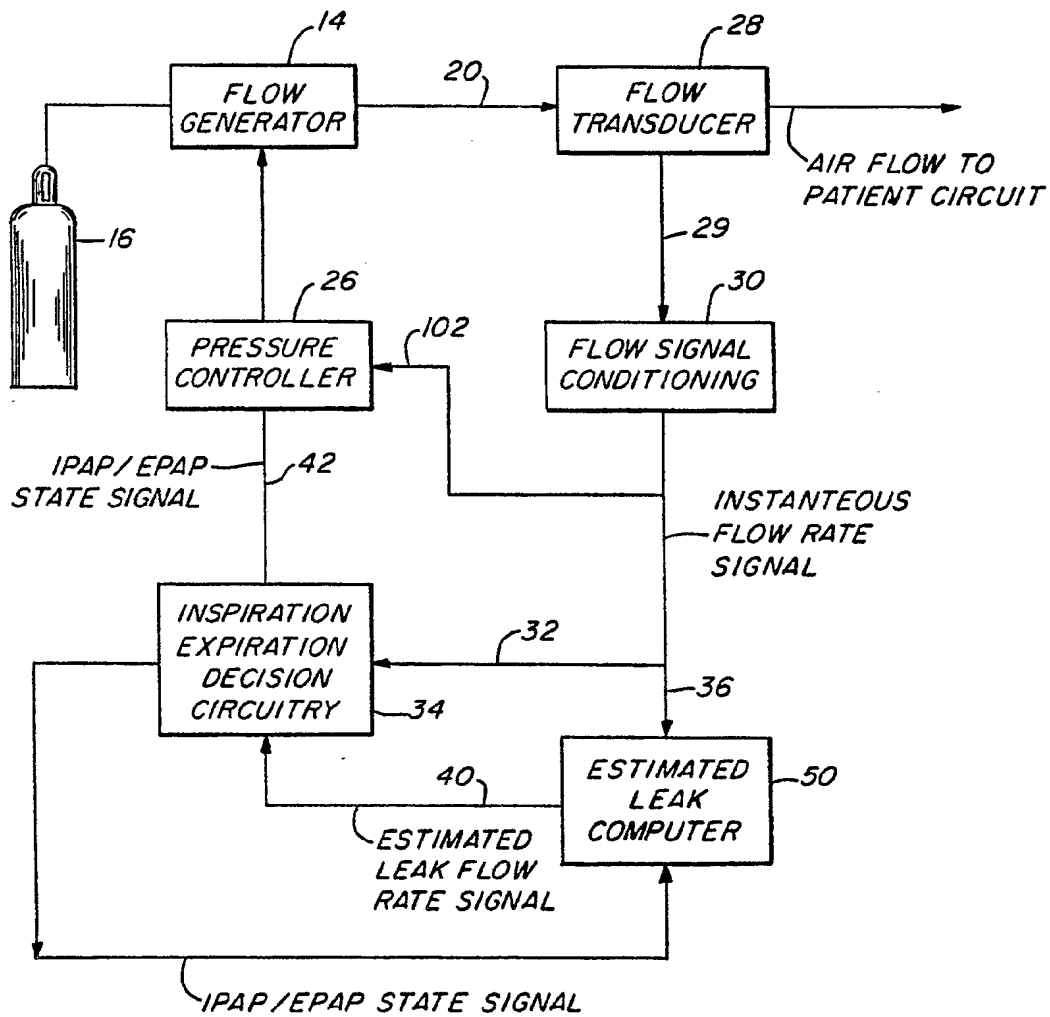 14
FLOW
GENERATOR
20
28
FLOW
TRANSDUCER
AIR FLOW TO
PATIENT CIRCUIT
16
29
26
PRESSURE
CONTROLLER
102
30
FLOW SIGNAL
CONDITIONING
IPAP/EPAP
STATE SIGNAL
42
INSTANTEOUS
FLOW RATE
SIGNAL
INSPIRATION
EXPIRATION
DECISION
CIRCUITRY
34
32
36
40
ESTIMATED
LEAK FLOW
RATE SIGNAL
ESTIMATED
LEAK
COMPUTER
50
IPAP/EPAP STATE SIGNAL